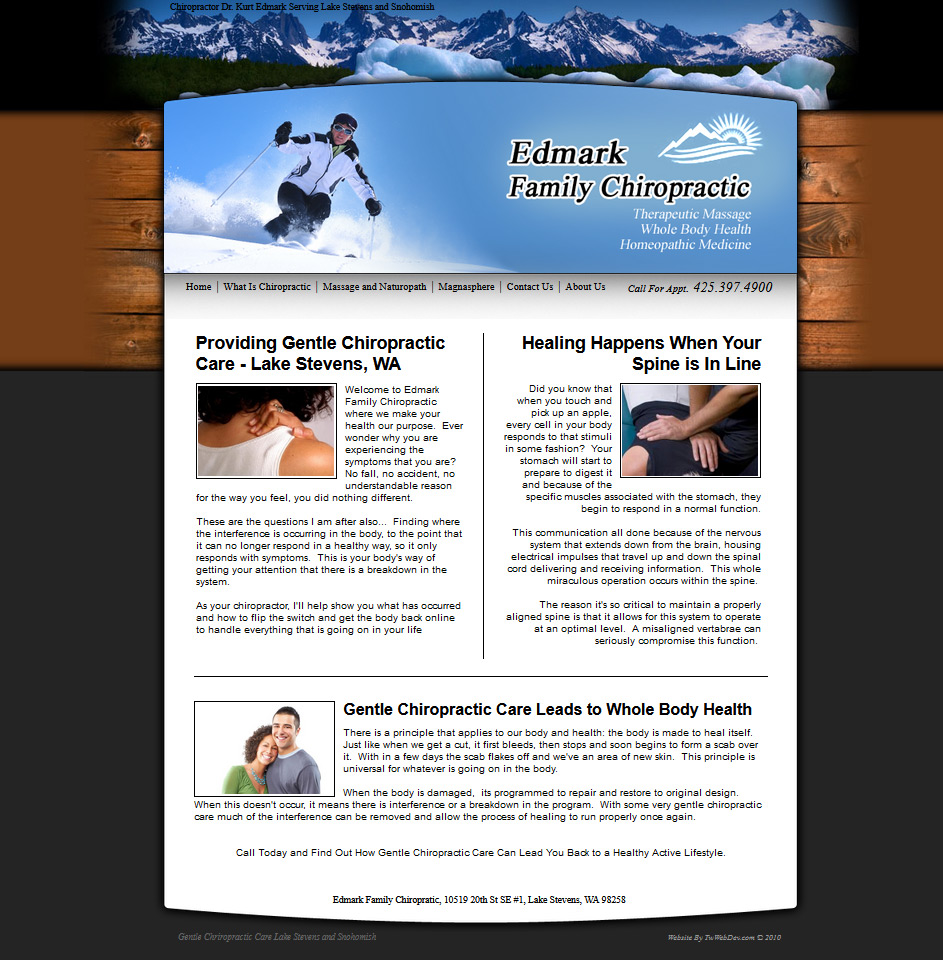 Chiropractor Dr. Kurt Edmark Serving Lake Stevens and Snohomish
Edmark
Family Chiropractic
Therapeutic Massage
Whole Body Health
Homeopathic Medicine
Home | What Is Chiropractic | Massage and Naturopath | Magnasphere | Contact Us | About Us
Call For Appt. 425.397.4900
Providing Gentle Chiropractic
Care - Lake Stevens, WA
Welcome to Edmark
Family Chiropractic
where we make your
health our purpose. Ever
wonder why you are
experiencing the
symptoms that you are?
No fall, no accident, no
understandable reason
for the way you feel, you did nothing different.
These are the questions I am after also... Finding where
the interference is occurring in the body, to the point that
it can no longer respond in a healthy way, so it only
responds with symptoms. This is your body's way of
getting your attention that there is a breakdown in the
system.
As your chiropractor, I'll help show you what has occurred
and how to flip the switch and get the body back online
to handle everything that is going on in your life
Healing Happens When Your
Spine is In Line
Did you know that
when you touch and
pick up an apple,
every cell in your body
responds to that stimuli
in some fashion? Your
stomach will start to
prepare to digest it
and because of the
specific muscles associated with the stomach, they
begin to respond in a normal function.
This communication all done because of the nervous
system that extends down from the brain, housing
electrical impulses that travel up and down the spinal
cord delivering and receiving information. This whole
miraculous operation occurs within the spine.
The reason it's so critical to maintain a properly
aligned spine is that it allows for this system to operate
at an optimal level. A misaligned vertabrae can
seriously compromise this function.
Gentle Chiropractic Care Leads to Whole Body Health
There is a principle that applies to our body and health: the body is made to heal itself.
Just like when we get a cut, it first bleeds, then stops and soon begins to form a scab over
it. With in a few days the scab flakes off and we've an area of new skin. This principle is
universal for whatever is going on in the body.
When the body is damaged, its programmed to repair and restore to original design.
When this doesn't occur, it means there is interference or a breakdown in the program. With some very gentle chiropractic
care much of the interference can be removed and allow the process of healing to run properly once again.
Call Today and Find Out How Gentle Chiropractic Care Can Lead You Back to a Healthy Active Lifestyle.
Edmark Family Chiropratic, 10519 20th St SE #1, Lake Stevens, WA 98258
Gentle Chriropractic Care Lake Stevens and Snohomish
Website By TwWebDev.com © 2010